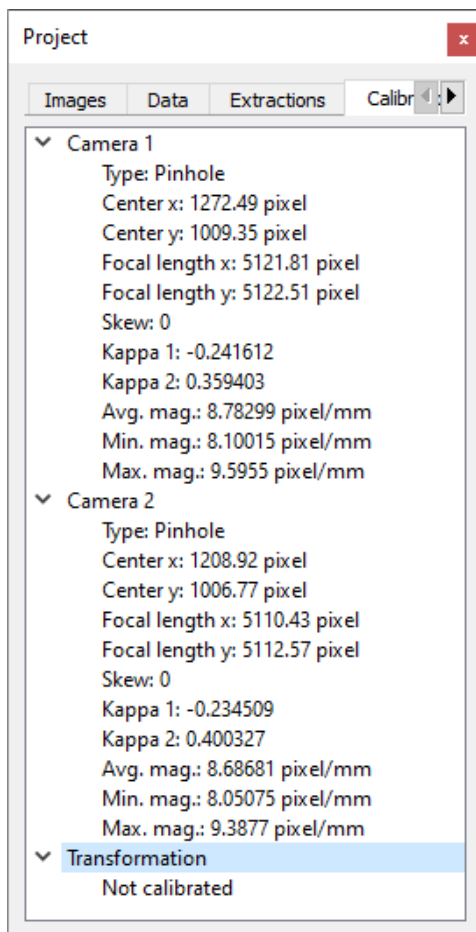 Project
x
Images Data Extractions Calibr
Camera 1
Type: Pinhole
Center x: 1272.49 pixel
Center y: 1009.35 pixel
Focal length x: 5121.81 pixel
Focal length y: 5122.51 pixel
Skew: 0
Kappa 1: -0.241612
Kappa 2: 0.359403
Avg. mag.: 8.78299 pixel/mm
Min. mag.: 8.10015 pixel/mm
Max. mag.: 9.5955 pixel/mm
Camera 2
Type: Pinhole
Center x: 1208.92 pixel
Center y: 1006.77 pixel
Focal length x: 5110.43 pixel
Focal length y: 5112.57 pixel
Skew: 0
Kappa 1: -0.234509
Kappa 2: 0.400327
Avg. mag.: 8.68681 pixel/mm
Min. mag.: 8.05075 pixel/mm
Max. mag.: 9.3877 pixel/mm
Transformation
Not calibrated